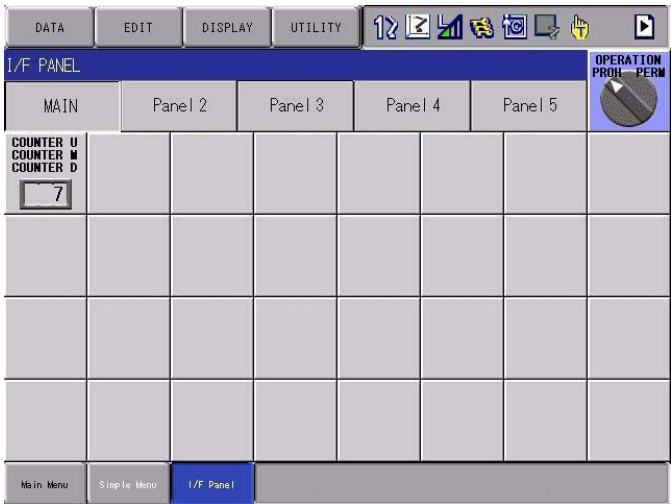 DATA EDIT DISPLAY UTILITY
I/F PANEL
OPERATION
PROH PERM
MAIN Panel 2 Panel 3 Panel 4 Panel 5
COUNTER U
COUNTER M
COUNTER D
7
Main Menu Simple Menu I/F Panel